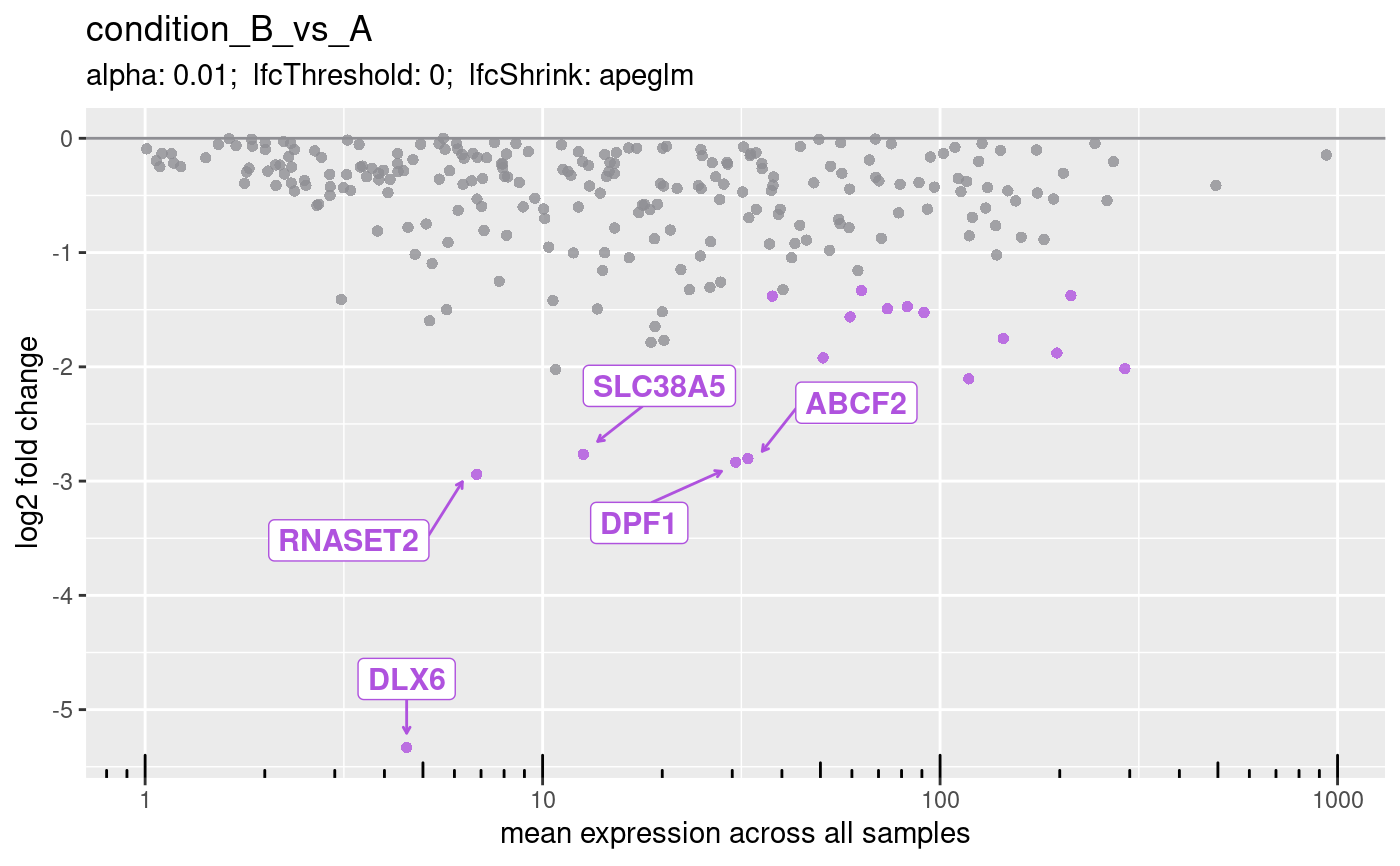 condition_B_vs_A
alpha: 0.01;  lfcThreshold: 0;  lfcShrink: apeglm
log2 fold change
0
-1
-2
-3
-4
-5
SLC38A5
ABCF2
DPF1
RNASET2
DLX6
1
10
100
1000
mean expression across all samples